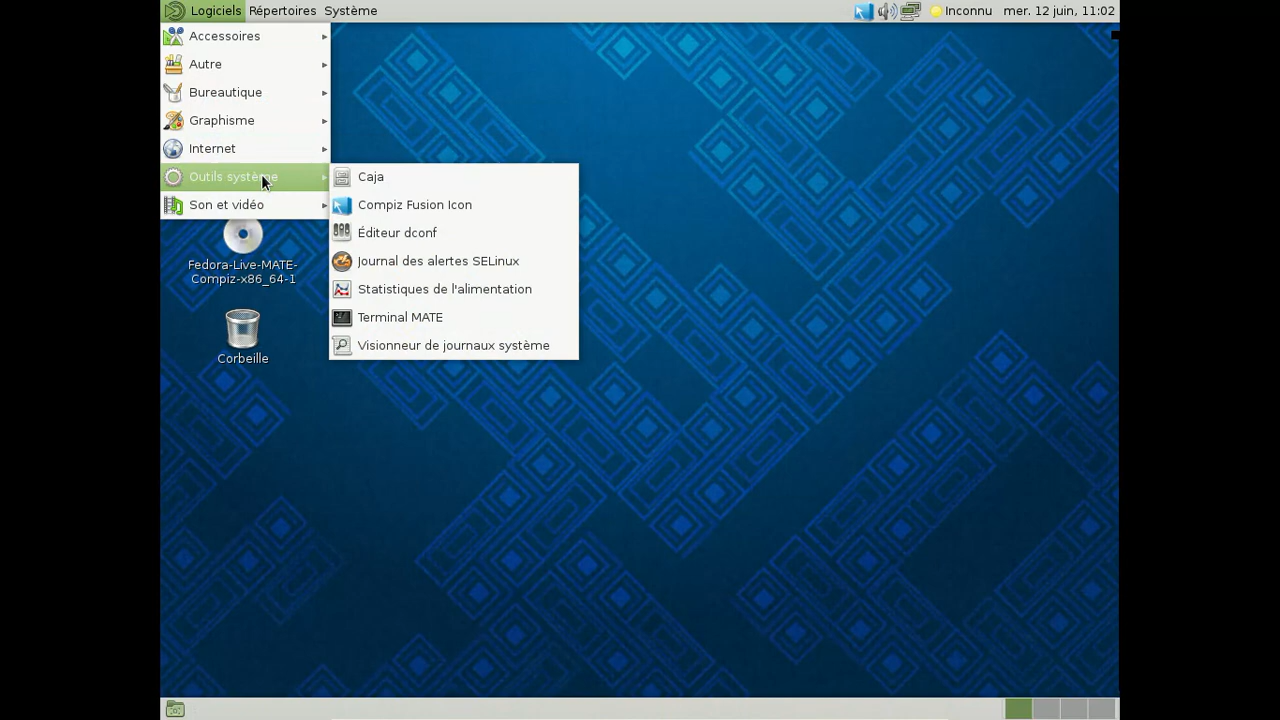 Logiciels Répertoires Système Inconnu mer. 12 juin, 11:02
Accessoires
Autre
Bureautique
Graphisme
Internet
Outils système
Son et vidéo
Caja
Compiz Fusion Icon
Éditeur dconf
Journal des alertes SELinux
Statistiques de l'alimentation
Terminal MATE
Visionneur de journaux système
Fedora-Live-MATE-
Compiz-x86_64-1
Corbeille